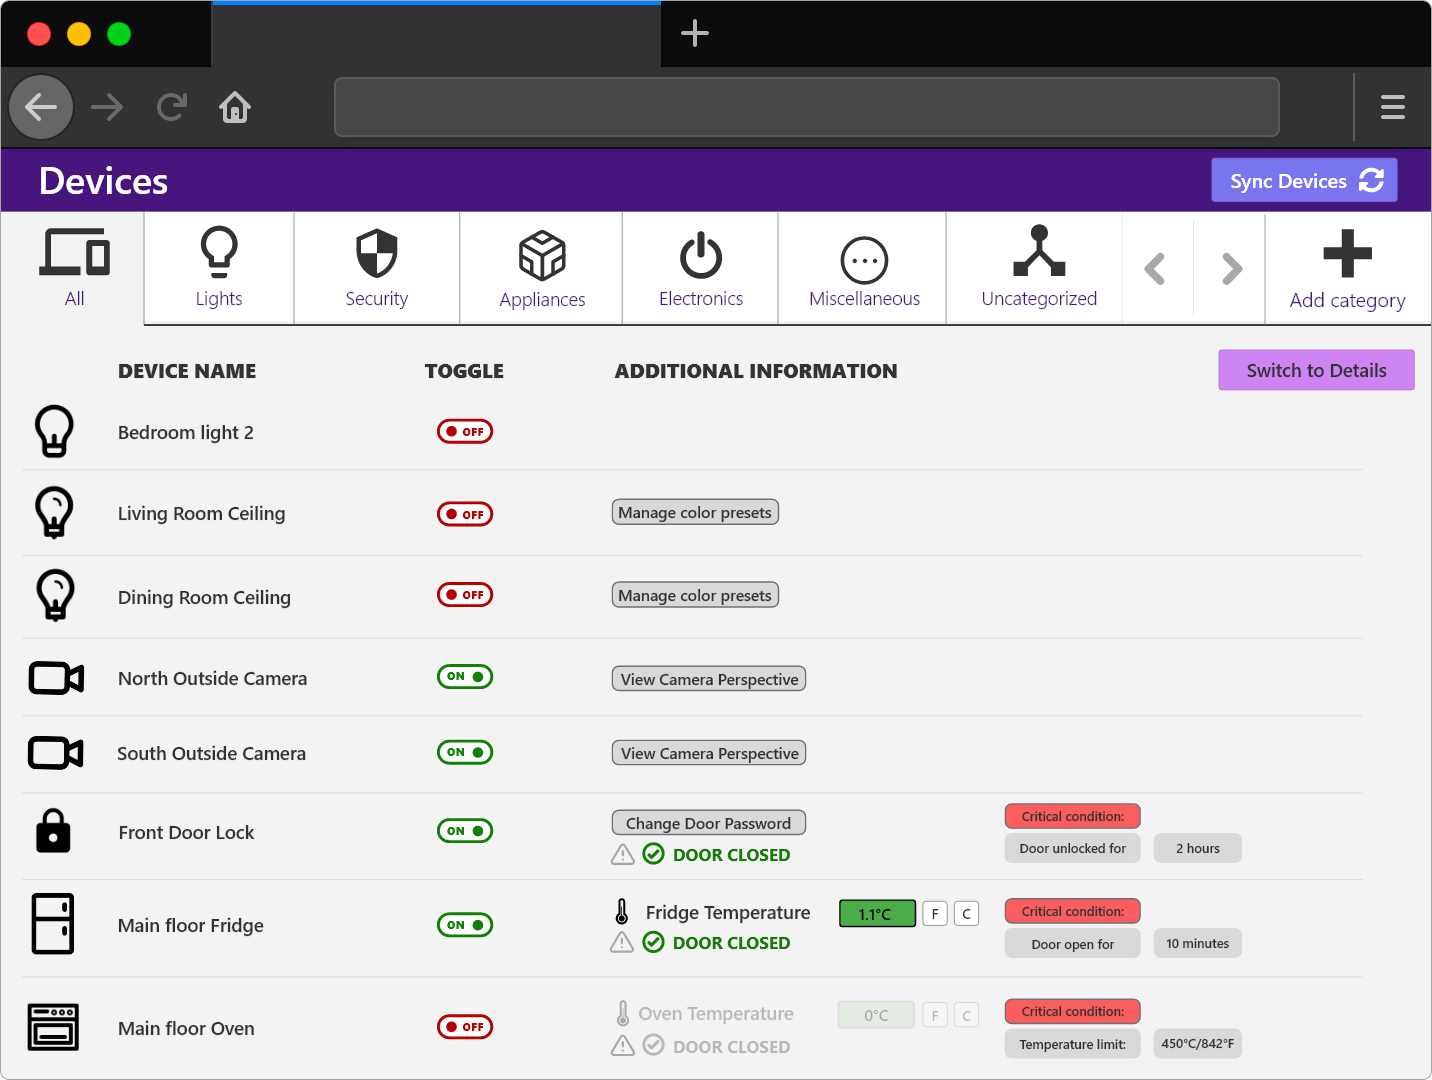 Devices
Sync Devices
All
Lights
Security
Appliances
Electronics
Miscellaneous
Uncategorized
Add category
DEVICE NAME
TOGGLE
ADDITIONAL INFORMATION
Switch to Details
Bedroom light 2
OFF
Living Room Ceiling
OFF
Manage color presets
Dining Room Ceiling
OFF
Manage color presets
North Outside Camera
ON
View Camera Perspective
South Outside Camera
ON
View Camera Perspective
Front Door Lock
ON
Change Door Password
DOOR CLOSED
Critical condition:
Door unlocked for
2 hours
Main floor Fridge
ON
Fridge Temperature
1.1°C
F
C
DOOR CLOSED
Critical condition:
Door open for
10 minutes
Main floor Oven
OFF
Oven Temperature
0°C
F
C
DOOR CLOSED
Critical condition:
Temperature limit:
450°C/842°F